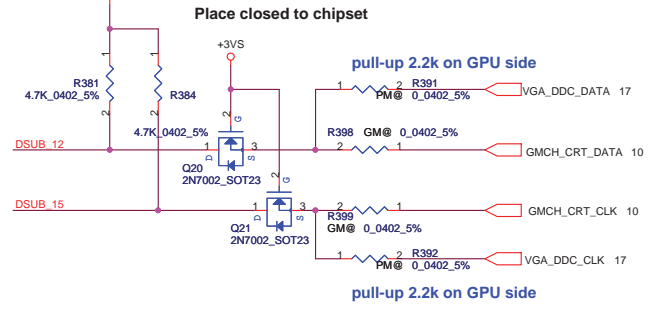 Place closed to chipset
+3VS
pull-up 2.2k on GPU side
1
1
R381
4.7K_0402_5%
R384
2
2
4.7K_0402_5%
1 2 R391
PM@ 0_0402_5%
VGA_DDC_DATA 17
2 G
DSUB_12
1 D
3 S
Q20
2N7002_SOT23
R398 GM@ 0_0402_5%
2 1
GMCH_CRT_DATA 10
2 G
DSUB_15
1 D
3 S
Q21
2N7002_SOT23
2 1
R399
GM@ 0_0402_5%
GMCH_CRT_CLK 10
1 2 R392
PM@ 0_0402_5%
VGA_DDC_CLK 17
pull-up 2.2k on GPU side